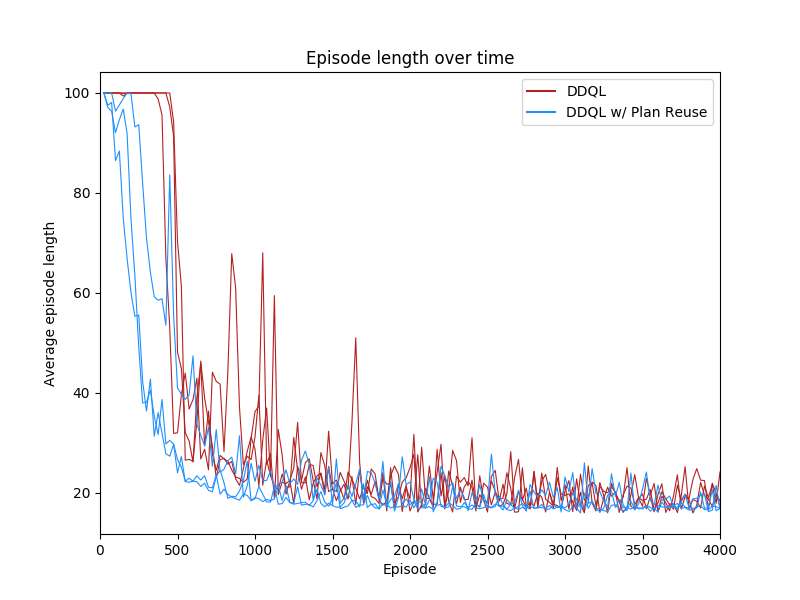 Episode length over time
DDQL
DDQL w/ Plan Reuse
Average episode length
100
80
60
40
20
0
500
1000
1500
2000
2500
3000
3500
4000
Episode